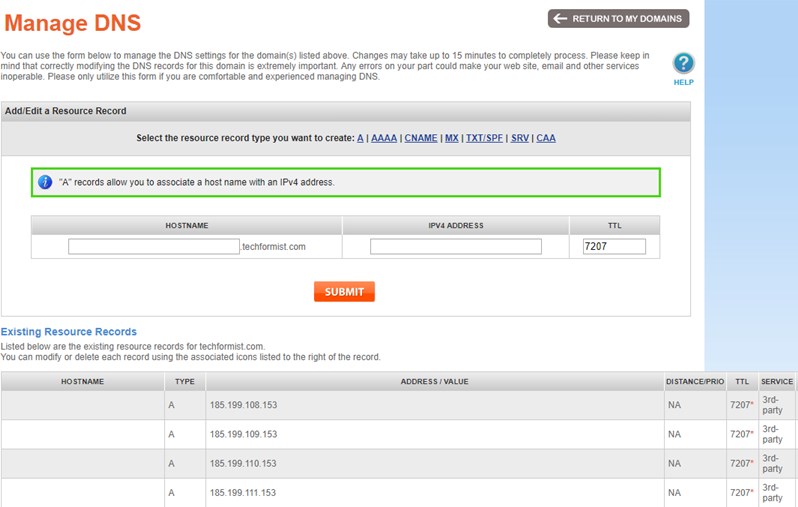 Manage DNS
RETURN TO MY DOMAINS
You can use the form below to manage the DNS settings for the domain(s) listed above. Changes may take up to 15 minutes to completely process. Please keep in
mind that correctly modifying the DNS records for this domain is extremely important. Any errors on your part could make your web site, email and other services
inoperable. Please only utilize this form if you are comfortable and experienced managing DNS.
?
HELP
Add/Edit a Resource Record
Select the resource record type you want to create: A | AAAA | CNAME | MX | TXT/SPF | SRV | CAA
i "A" records allow you to associate a host name with an IPv4 address.
HOSTNAME IPV4 ADDRESS TTL
.techformist.com 7207
SUBMIT
Existing Resource Records
Listed below are the existing resource records for techformist.com.
You can modify or delete each record using the associated icons listed to the right of the record.
HOSTNAME TYPE ADDRESS / VALUE DISTANCE/PRIO TTL SERVICE
A 185.199.108.153 NA 7207* 3rd-
party
A 185.199.109.153 NA 7207* 3rd-
party
A 185.199.110.153 NA 7207* 3rd-
party
A 185.199.111.153 NA 7207* 3rd-
party